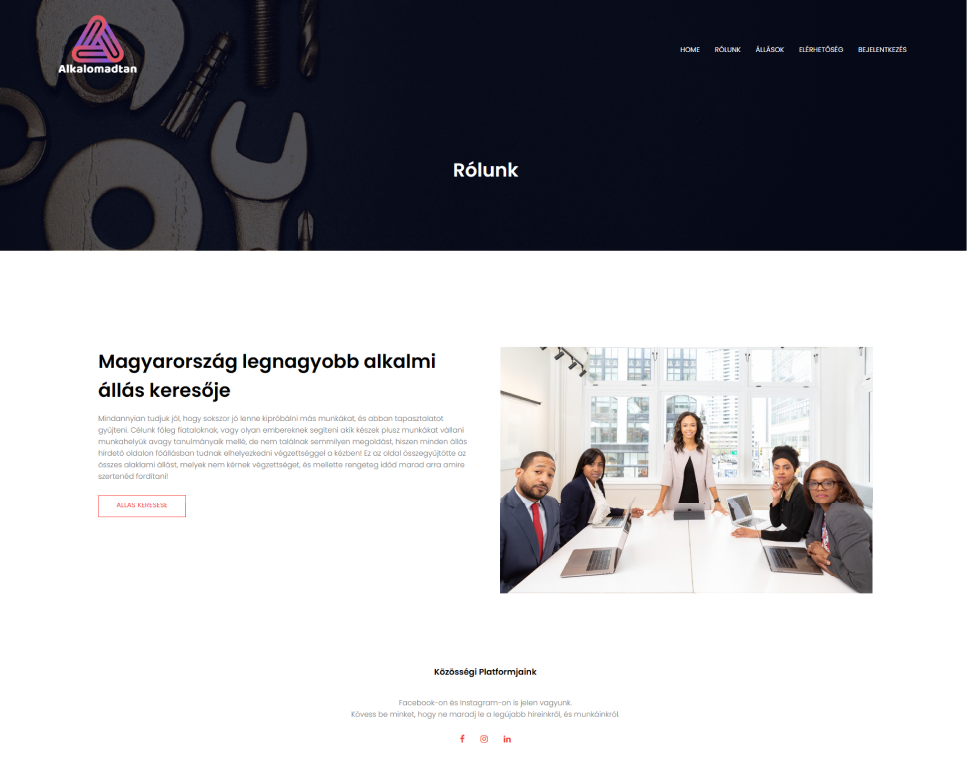 Alkalomadtan
HOME RÓLUNK ÁLLÁSOK ELÉRHETŐSÉG BEJELENTKEZÉS
Rólunk
Magyarország legnagyobb alkalmi
állás keresője
Mindannyian tudjuk jól, hogy sokszor jó lenne kipróbálni más munkákat, és abban tapasztalatot
gyűjteni. Célunk főleg fiataloknak, vagy olyan embereknek segíteni akik készek plusz munkákat vállani
munkahelyük avagy tanulmányaik mellé, de nem találnak semmilyen megoldást, hiszen minden állás
hirdető oldalon főállásban tudnak elhelyezkedni végzettséggel a kézben! Ez az oldal összegyűjtötte az
összes alaklami állást, melyek nem kérnek végzettséget, és mellette rengeteg időd marad arra amire
szertenéd fordítani!
ÁLLÁS KERESÉSE
Közösségi Platformjaink
Facebook-on és Instagram-on is jelen vagyunk.
Kövess be minket, hogy ne maradj le a legújabb híreinkről, és munkáinkról.